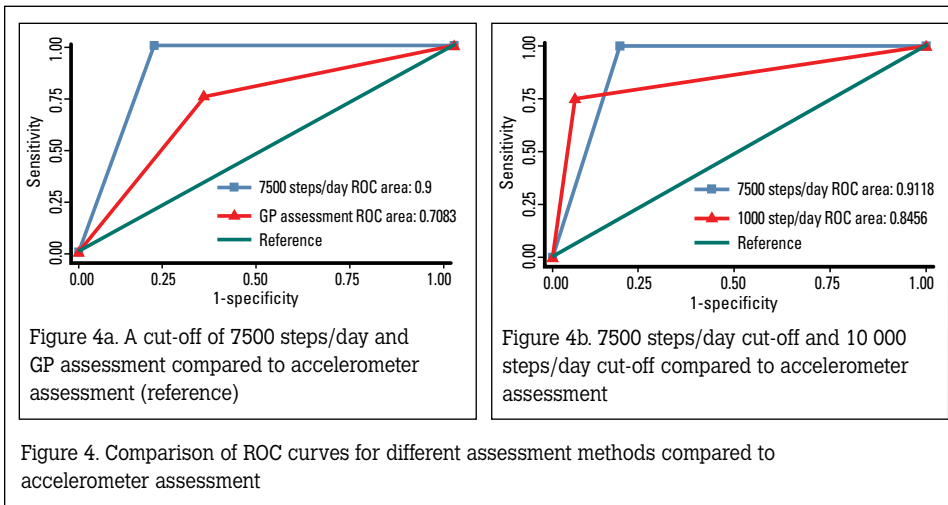 1.00
0.75
0.50
0.25
0.00
Sensitivity
7500 steps/day ROC area: 0.9
GP assessment ROC area: 0.7083
Reference
0.00 0.25 0.50 0.75 1.00
1-specificity
Figure 4a. A cut-off of 7500 steps/day and
GP assessment compared to accelerometer
assessment (reference)
1.00
0.75
0.50
0.25
0.00
Sensitivity
7500 steps/day ROC area: 0.9118
1000 step/day ROC area: 0.8456
Reference
0.00 0.25 0.50 0.75 1.00
1-specificity
Figure 4b. 7500 steps/day cut-off and 10 000
steps/day cut-off compared to accelerometer
assessment
Figure 4. Comparison of ROC curves for different assessment methods compared to
accelerometer assessment